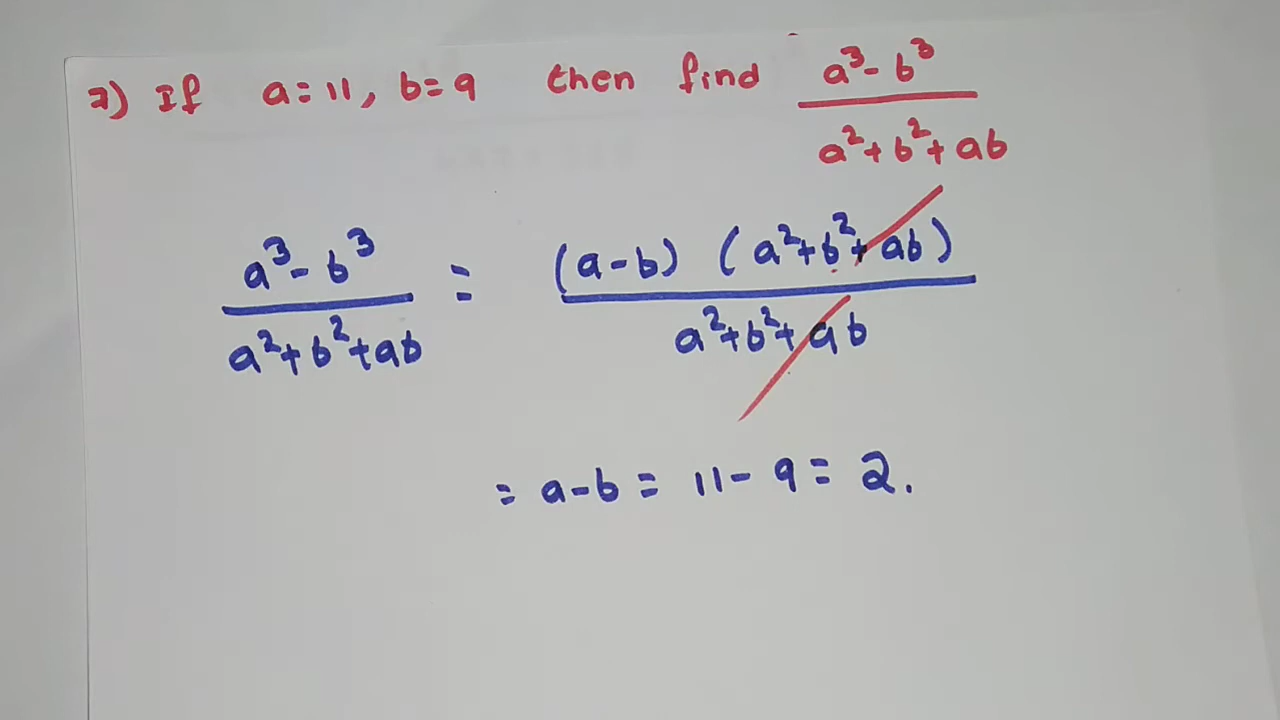 7) If a=11, b=9 then find (a³-b³)/(a²+b²+ab)
(a³-b³)/(a²+b²+ab) = ((a-b) (a²+b²+ab))/(a²+b²+ab)
= a-b = 11-9 = 2.